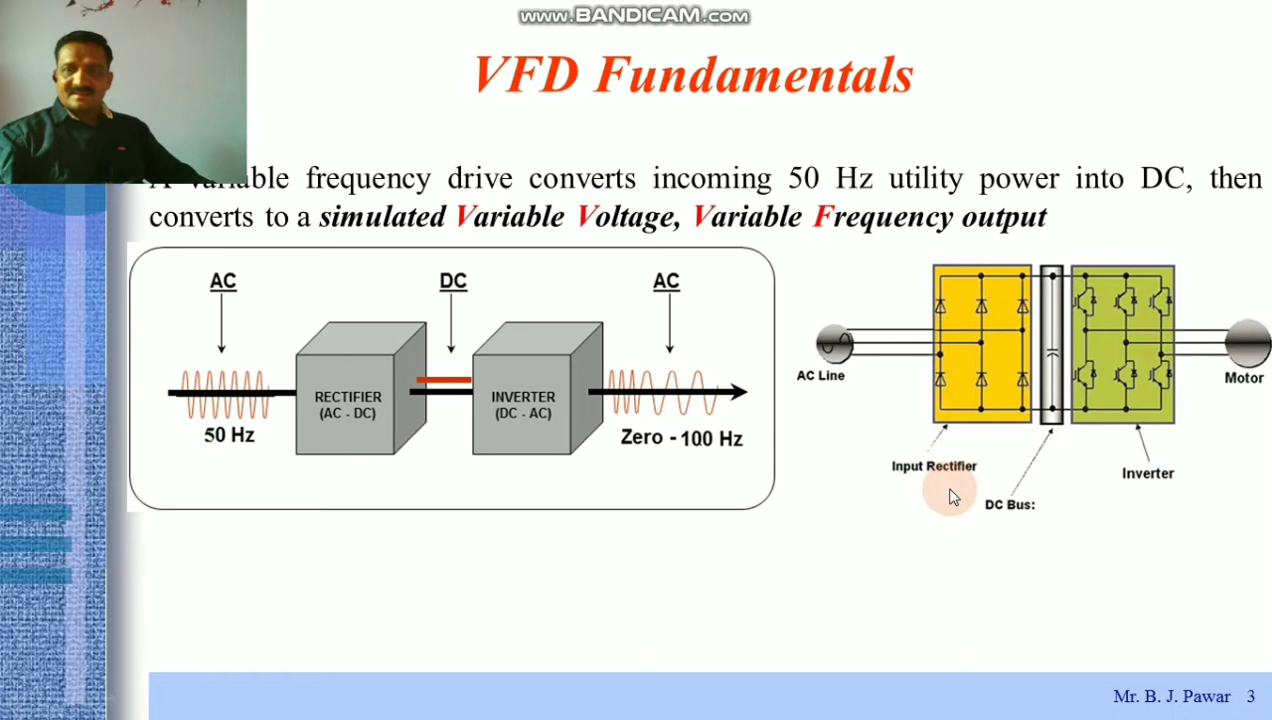 www.BANDICAM.com
VFD Fundamentals
variable frequency drive converts incoming 50 Hz utility power into DC, then
converts to a simulated Variable Voltage, Variable Frequency output
AC
DC
AC
RECTIFIER
(AC - DC)
INVERTER
(DC - AC)
50 Hz
Zero - 100 Hz
AC Line
Motor
Input Rectifier
Inverter
DC Bus:
Mr. B. J. Pawar 3